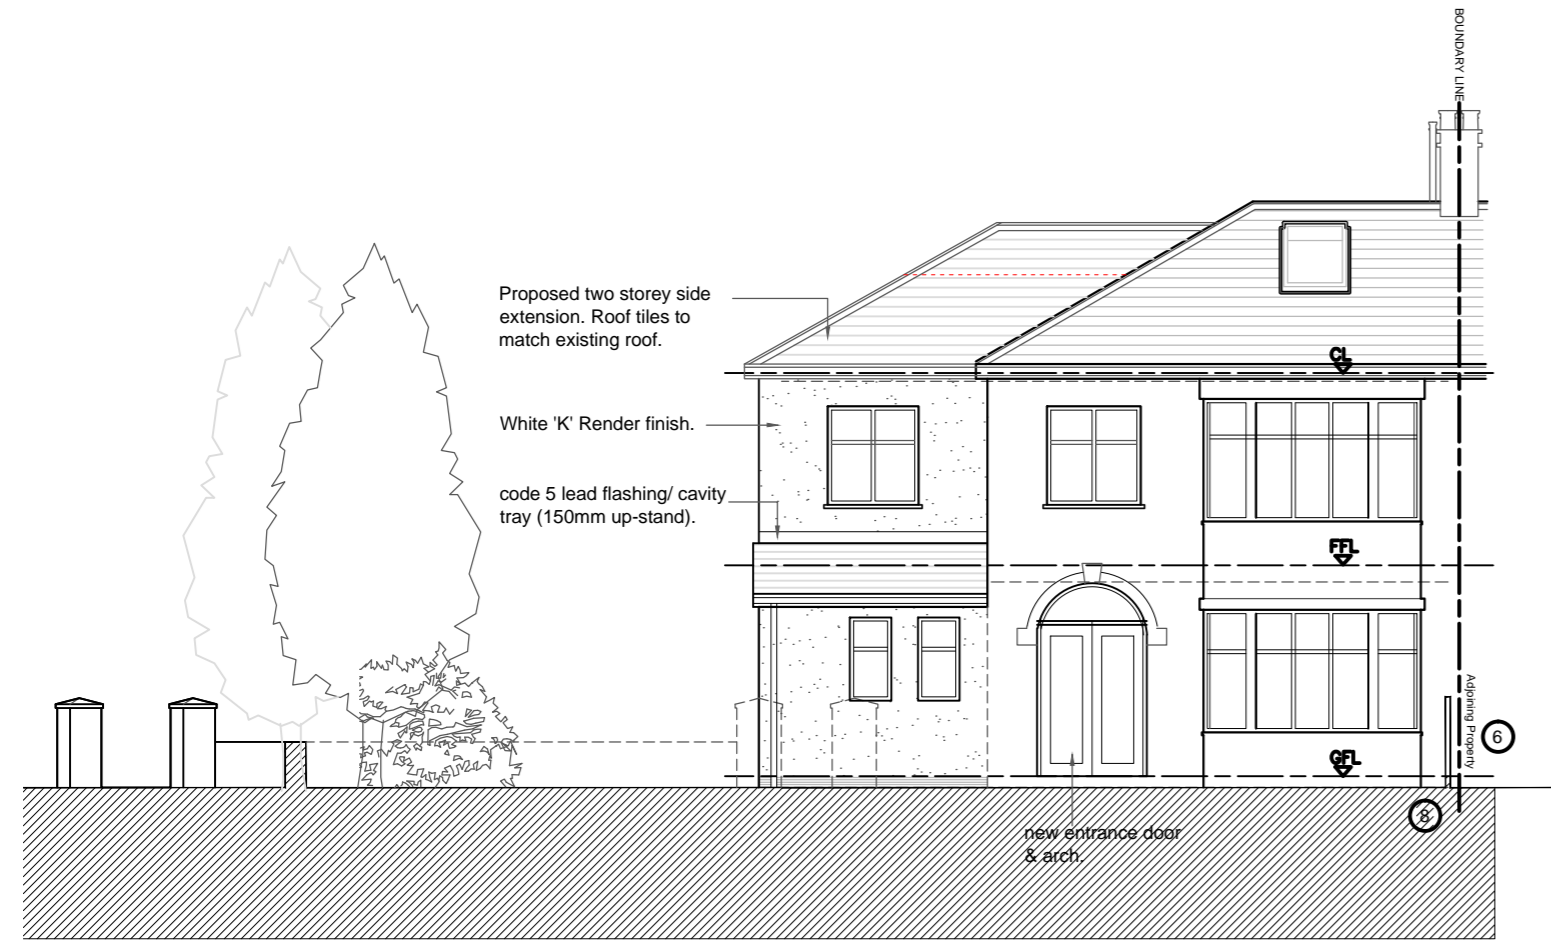 BOUNDARY LINE
Proposed two storey side
extension. Roof tiles to
match existing roof.
CL
White 'K' Render finish.
code 5 lead flashing/ cavity
tray (150mm up-stand).
FFL
Adjoining Property
6
GFL
8
new entrance door
& arch.